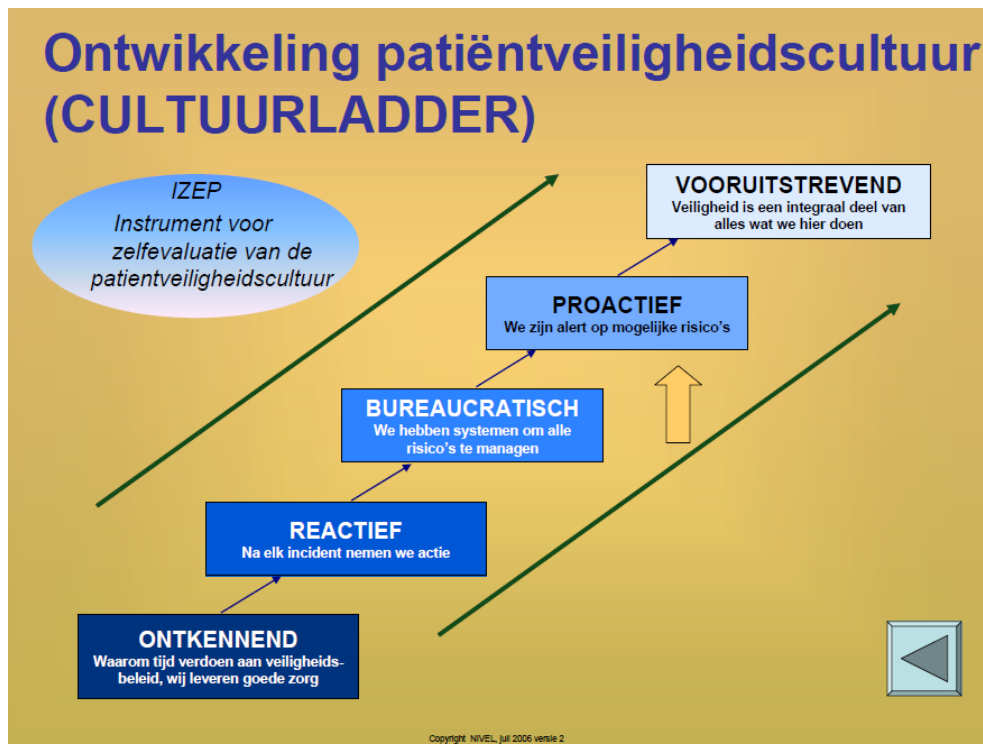 Ontwikkeling patiëntveiligheidscultuur
(CULTUURLADDER)
IZEP
Instrument voor
zelfevaluatie van de
patientveiligheidscultuur
VOORUITSTREVEND
Veiligheid is een integraal deel van
alles wat we hier doen
PROACTIEF
We zijn alert op mogelijke risico's
BUREAUCRATISCH
We hebben systemen om alle
risico's te managen
REACTIEF
Na elk incident nemen we actie
ONTKENNEND
Waarom tijd verdoen aan veiligheids-
beleid, wij leveren goede zorg
Copyright NIVEL, juli 2006 versie 2